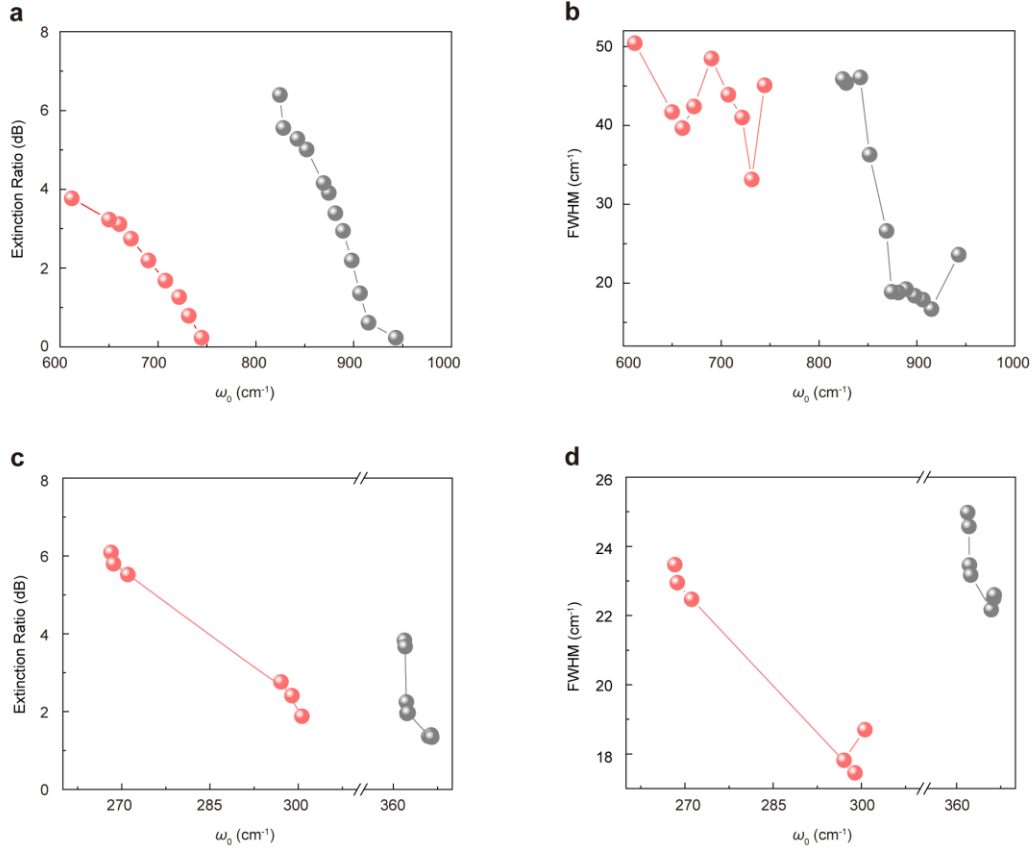 a
8
6
4
2
0
Extinction Ratio (dB)
600 700 800 900 1000
ω₀ (cm⁻¹)
b
50
40
30
20
FWHM (cm⁻¹)
600 700 800 900 1000
ω₀ (cm⁻¹)
c
8
6
4
2
0
Extinction Ratio (dB)
270 285 300 360
ω₀ (cm⁻¹)
d
26
24
22
20
18
16
FWHM (cm⁻¹)
270 285 300 360
ω₀ (cm⁻¹)